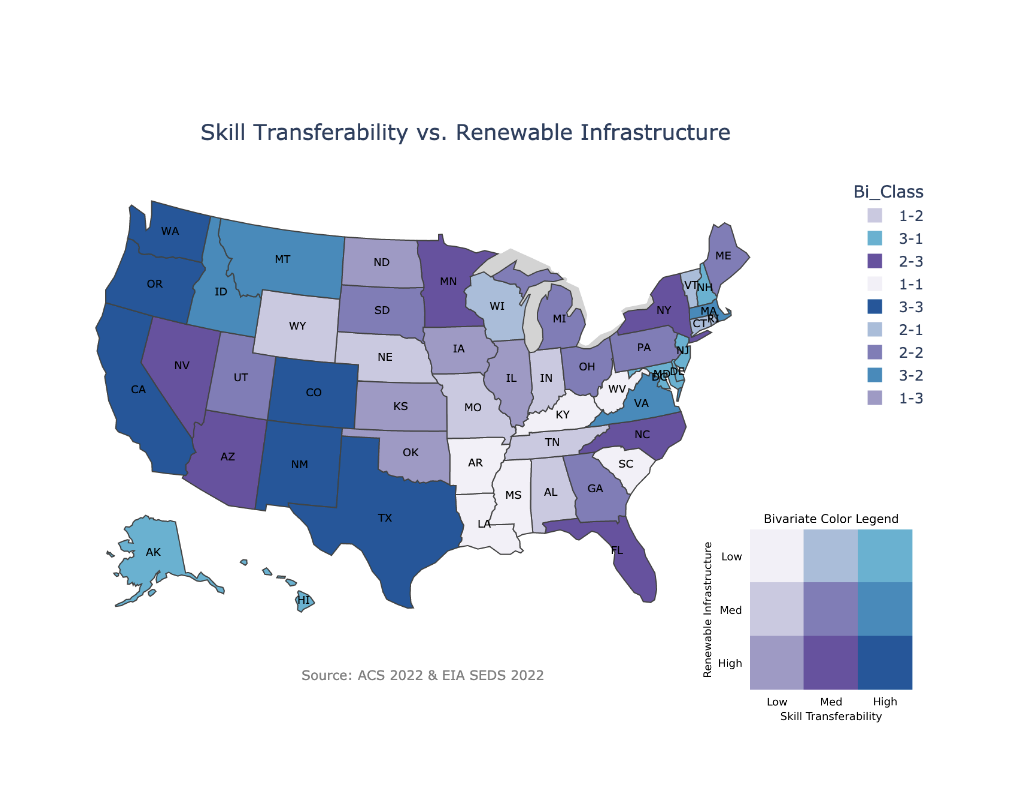 Skill Transferability vs. Renewable Infrastructure
Bi_Class
1-2
3-1
2-3
1-1
3-3
2-1
2-2
3-2
1-3
WA
OR
CA
ID
NV
MT
WY
UT
AZ
CO
NM
ND
SD
NE
KS
OK
TX
MN
IA
MO
AR
LA
WI
IL
MI
IN
OH
KY
TN
MS
AL
GA
FL
SC
NC
VA
WV
PA
NY
VT
NH
ME
MA
RI
CT
NJ
DE
MD
DC
AK
HI
Bivariate Color Legend
Renewable Infrastructure
Low
Med
High
Low Med High
Skill Transferability
Source: ACS 2022 & EIA SEDS 2022